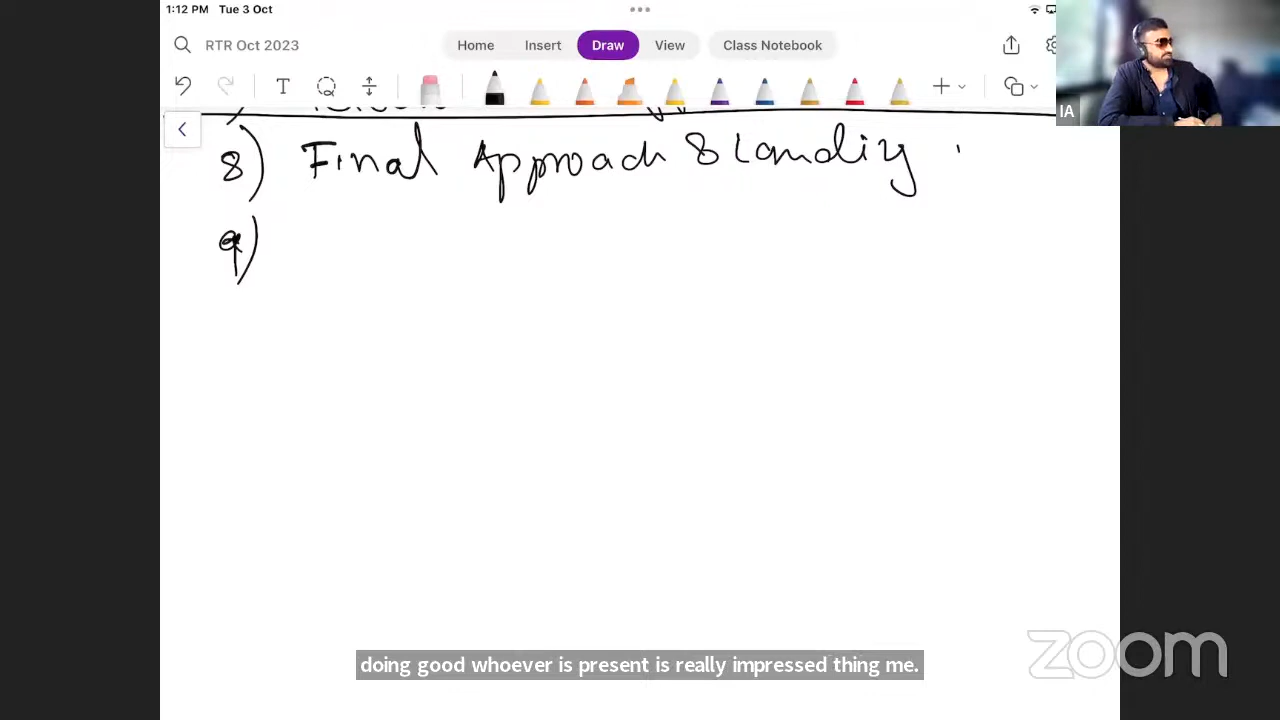 1:12 PM Tue 3 Oct
RTR Oct 2023
Home Insert Draw View Class Notebook
T
IA
8) Final Approach & Landing
9)
doing good whoever is present is really impressed thing me.
zoom